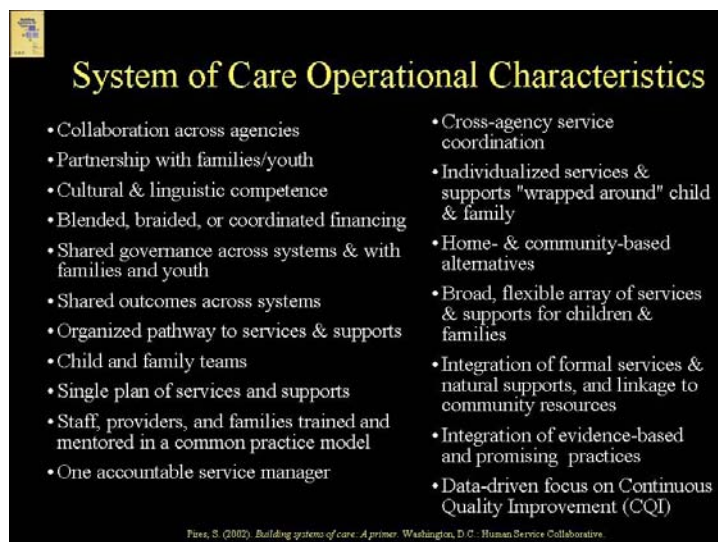 System of Care Operational Characteristics
• Collaboration across agencies
• Partnership with families/youth
• Cultural & linguistic competence
• Blended, braided, or coordinated financing
• Shared governance across systems & with
families and youth
• Shared outcomes across systems
• Organized pathway to services & supports
• Child and family teams
• Single plan of services and supports
• Staff, providers, and families trained and
mentored in a common practice model
• One accountable service manager
• Cross-agency service
coordination
• Individualized services &
supports "wrapped around" child
& family
• Home- & community-based
alternatives
• Broad, flexible array of services
& supports for children &
families
• Integration of formal services &
natural supports, and linkage to
community resources
• Integration of evidence-based
and promising practices
• Data-driven focus on Continuous
Quality Improvement (CQI)
Pires, S. (2002). Building systems of care: A primer. Washington, D.C.: Human Service Collaborative.